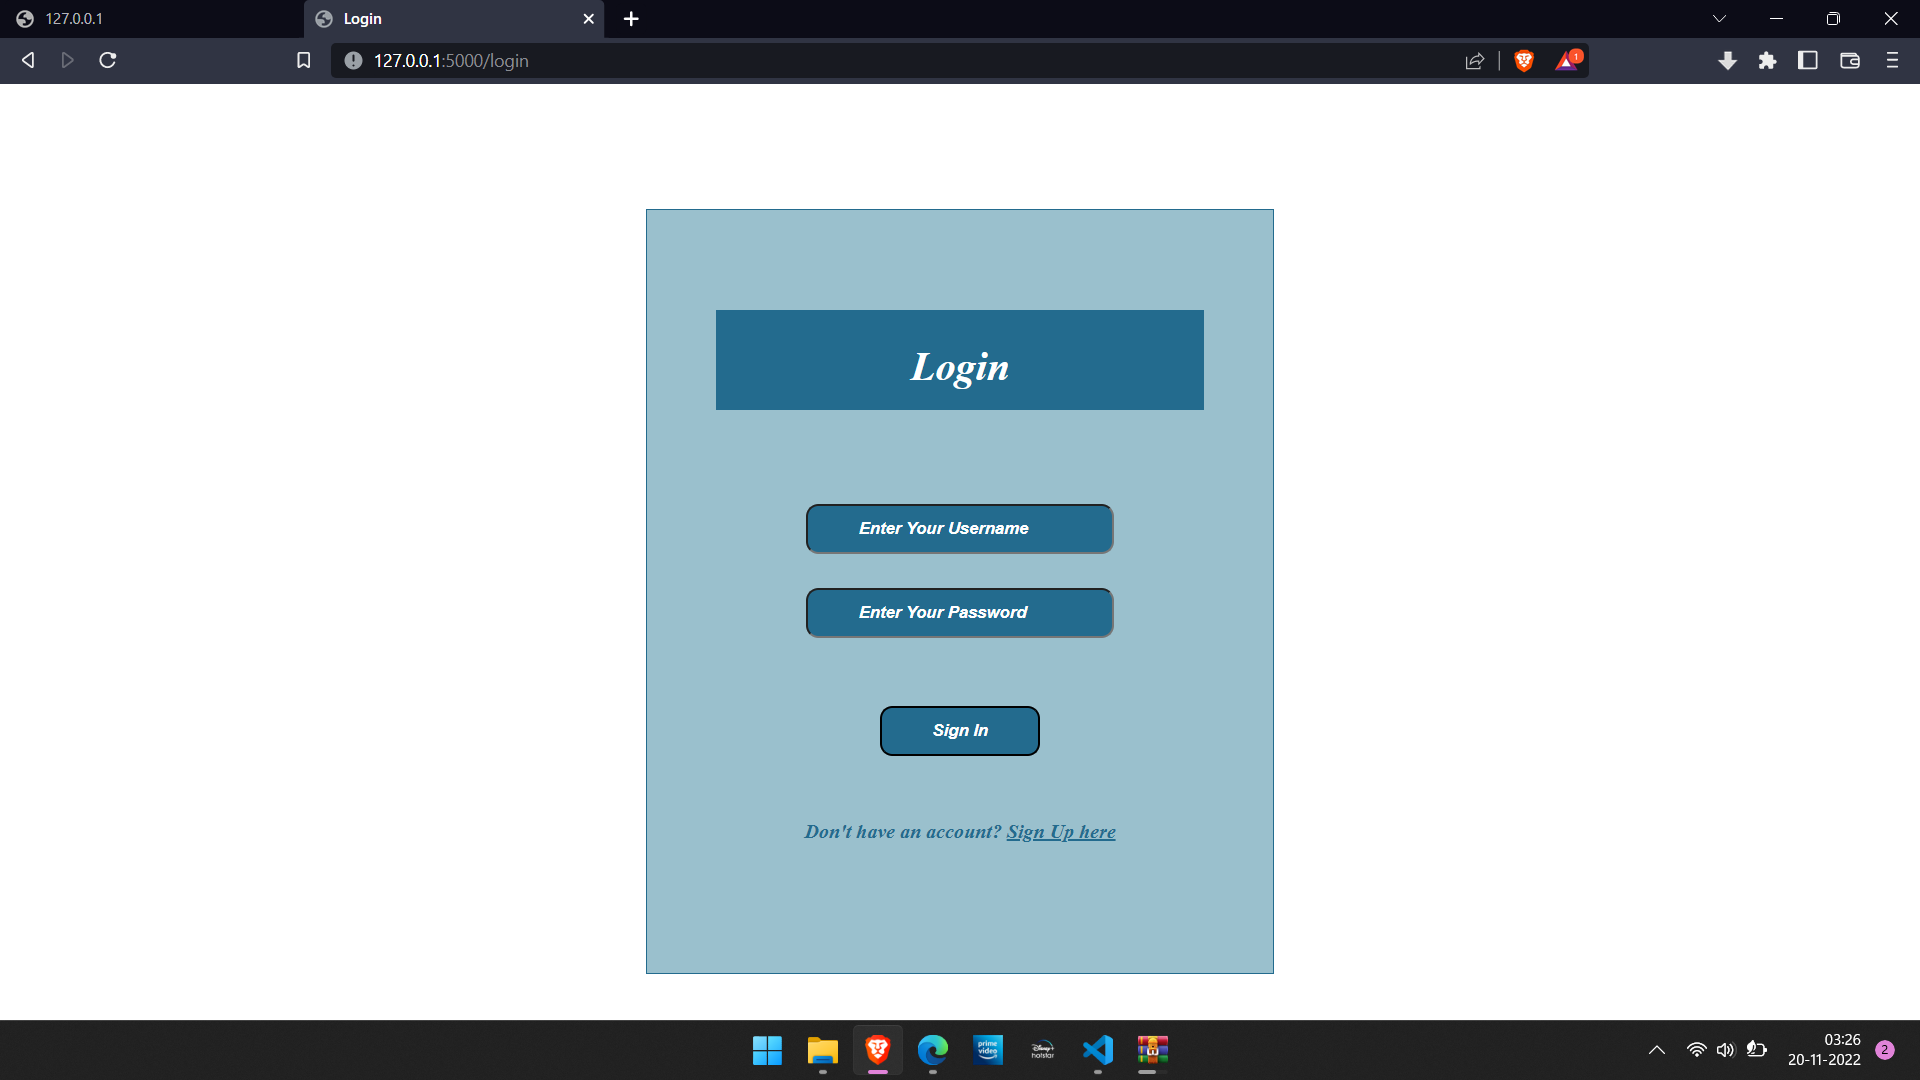 127.0.0.1
Login
127.0.0.1:5000/login
1
Login
Enter Your Username
Enter Your Password
Sign In
Don't have an account? Sign Up here
prime video
Disney+ hotstar
03:26
20-11-2022
2